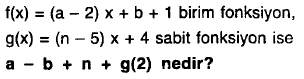 f(x) = (a – 2) x + b + 1 birim fonksiyon,
g(x) = (n – 5) x + 4 sabit fonksiyon ise
a – b + n + g(2) nedir?